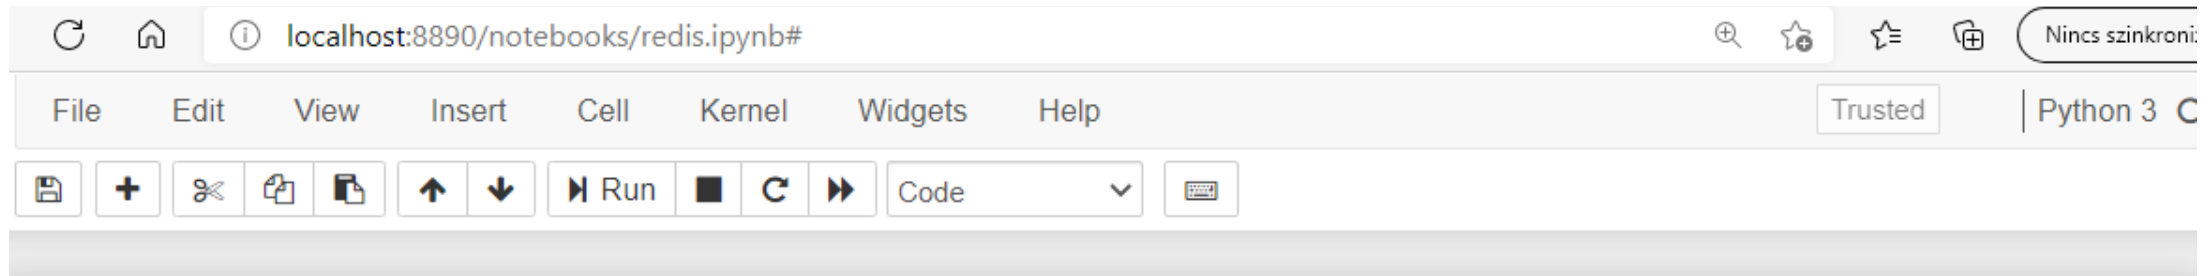 localhost:8890/notebooks/redis.ipynb# Nincs szinkroni
File Edit View Insert Cell Kernel Widgets Help Trusted Python 3
Run Code